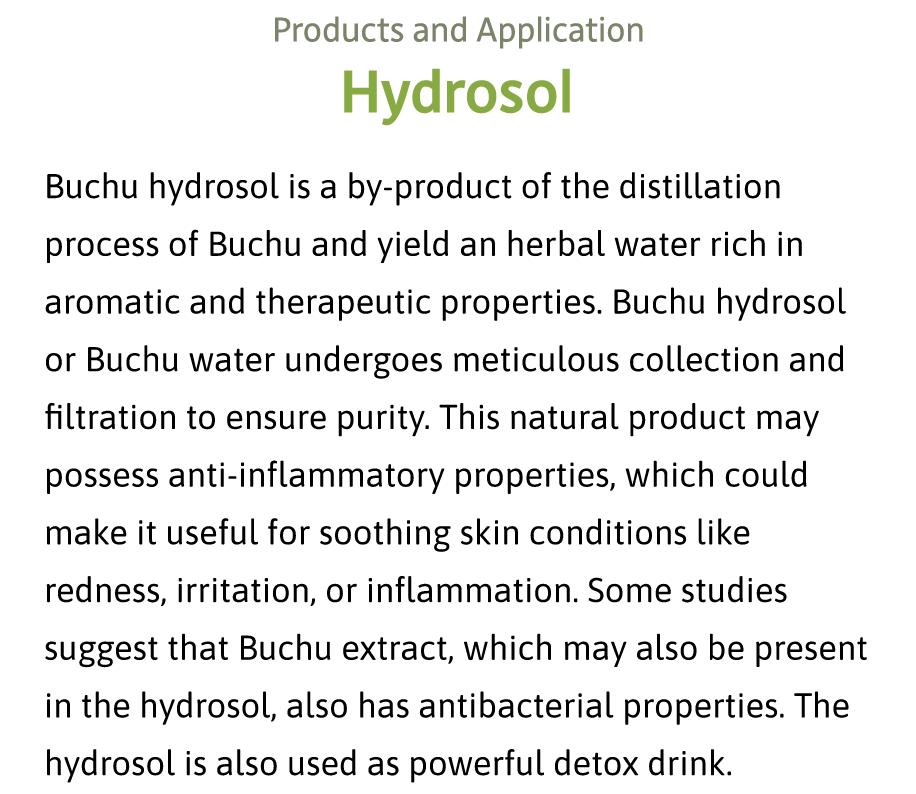 Products and Application
Hydrosol
Buchu hydrosol is a by-product of the distillation
process of Buchu and yield an herbal water rich in
aromatic and therapeutic properties. Buchu hydrosol
or Buchu water undergoes meticulous collection and
filtration to ensure purity. This natural product may
possess anti-inflammatory properties, which could
make it useful for soothing skin conditions like
redness, irritation, or inflammation. Some studies
suggest that Buchu extract, which may also be present
in the hydrosol, also has antibacterial properties. The
hydrosol is also used as powerful detox drink.